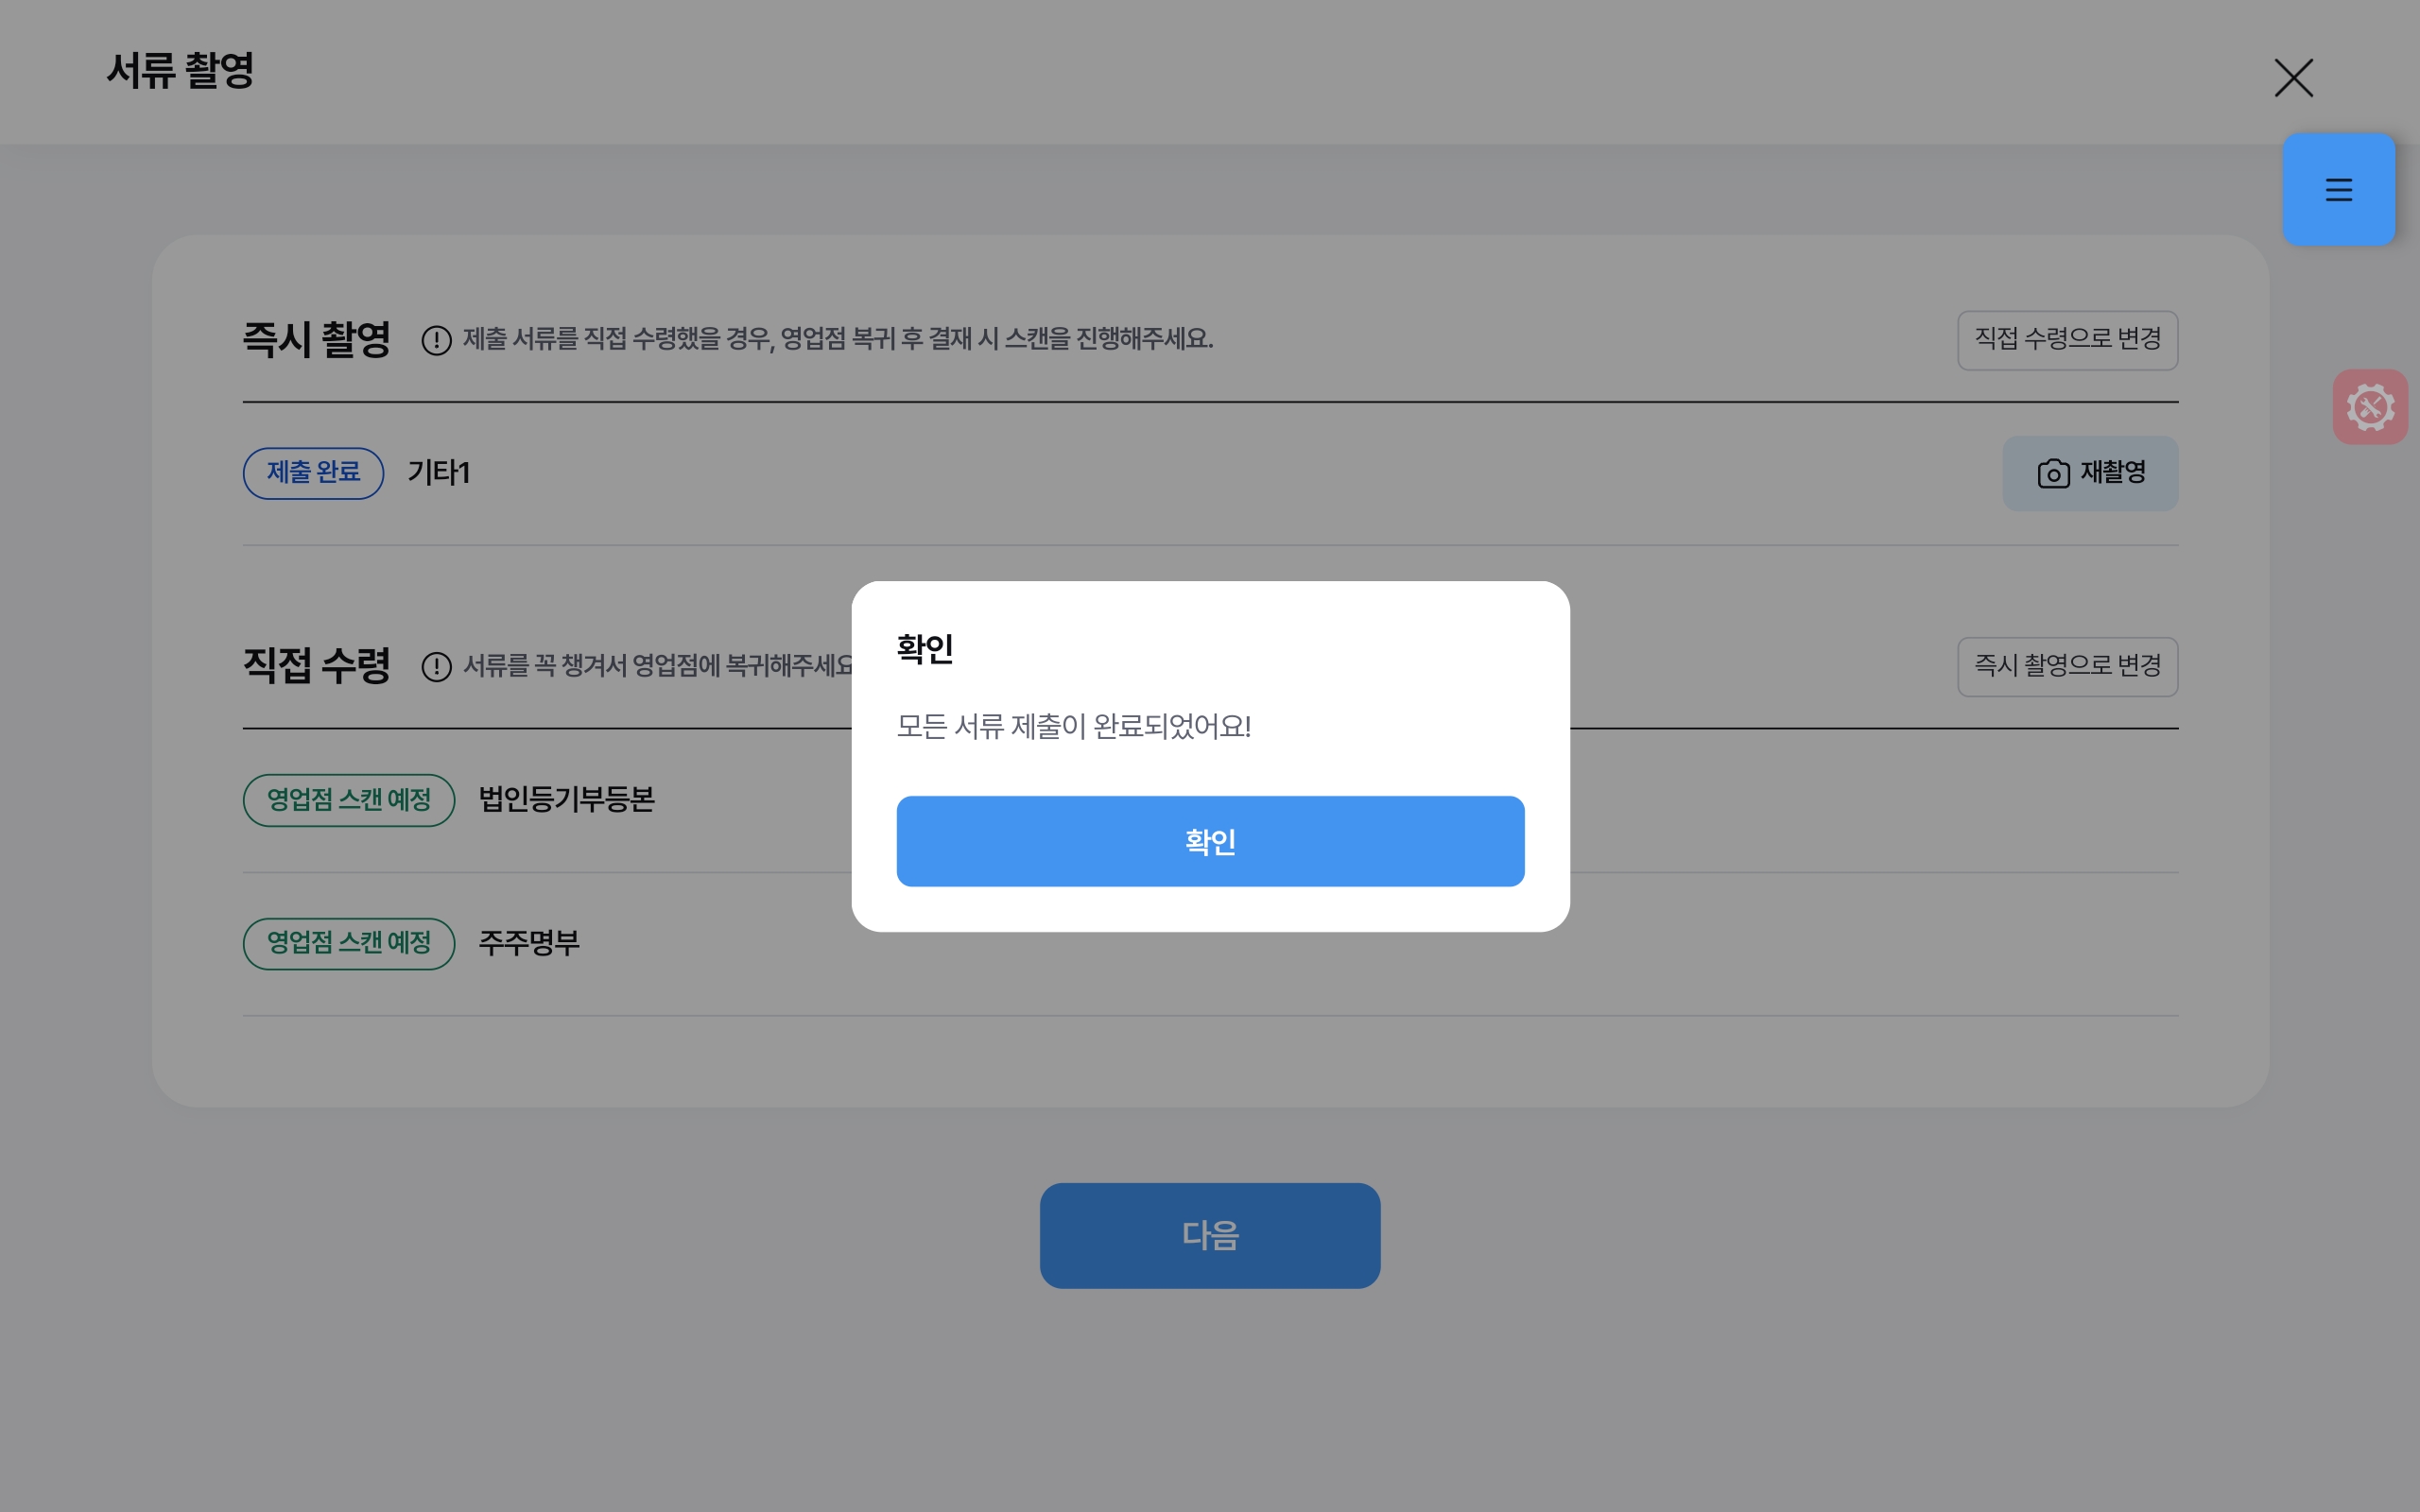 서류 촬영
즉시 촬영
제출 서류를 직접 수령했을 경우, 영업점 복귀 후 결재 시 스캔을 진행해주세요.
직접 수령으로 변경
제출 완료
기타1
재촬영
직접 수령
서류를 꼭 챙겨서 영업점에 복귀해주세요
즉시 촬영으로 변경
확인
모든 서류 제출이 완료되었어요!
확인
영업점 스캔 예정
법인등기부등본
영업점 스캔 예정
주주명부
다음